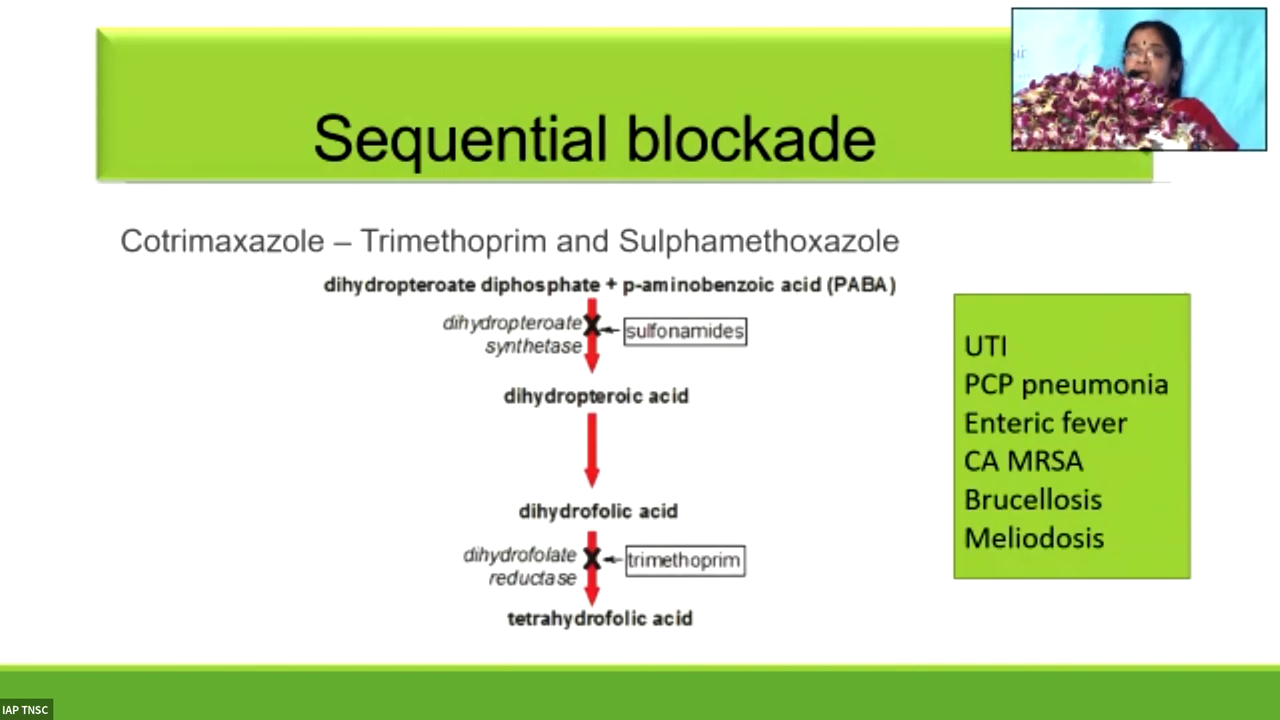 Sequential blockade
Cotrimaxazole – Trimethoprim and Sulphamethoxazole
dihydropteroate diphosphate + p-aminobenzoic acid (PABA)
dihydropteroate
synthetase
sulfonamides
dihydropteroic acid
dihydrofolic acid
dihydrofolate
reductase
trimethoprim
tetrahydrofolic acid
UTI
PCP pneumonia
Enteric fever
CA MRSA
Brucellosis
Meliodosis
IAP TNSC